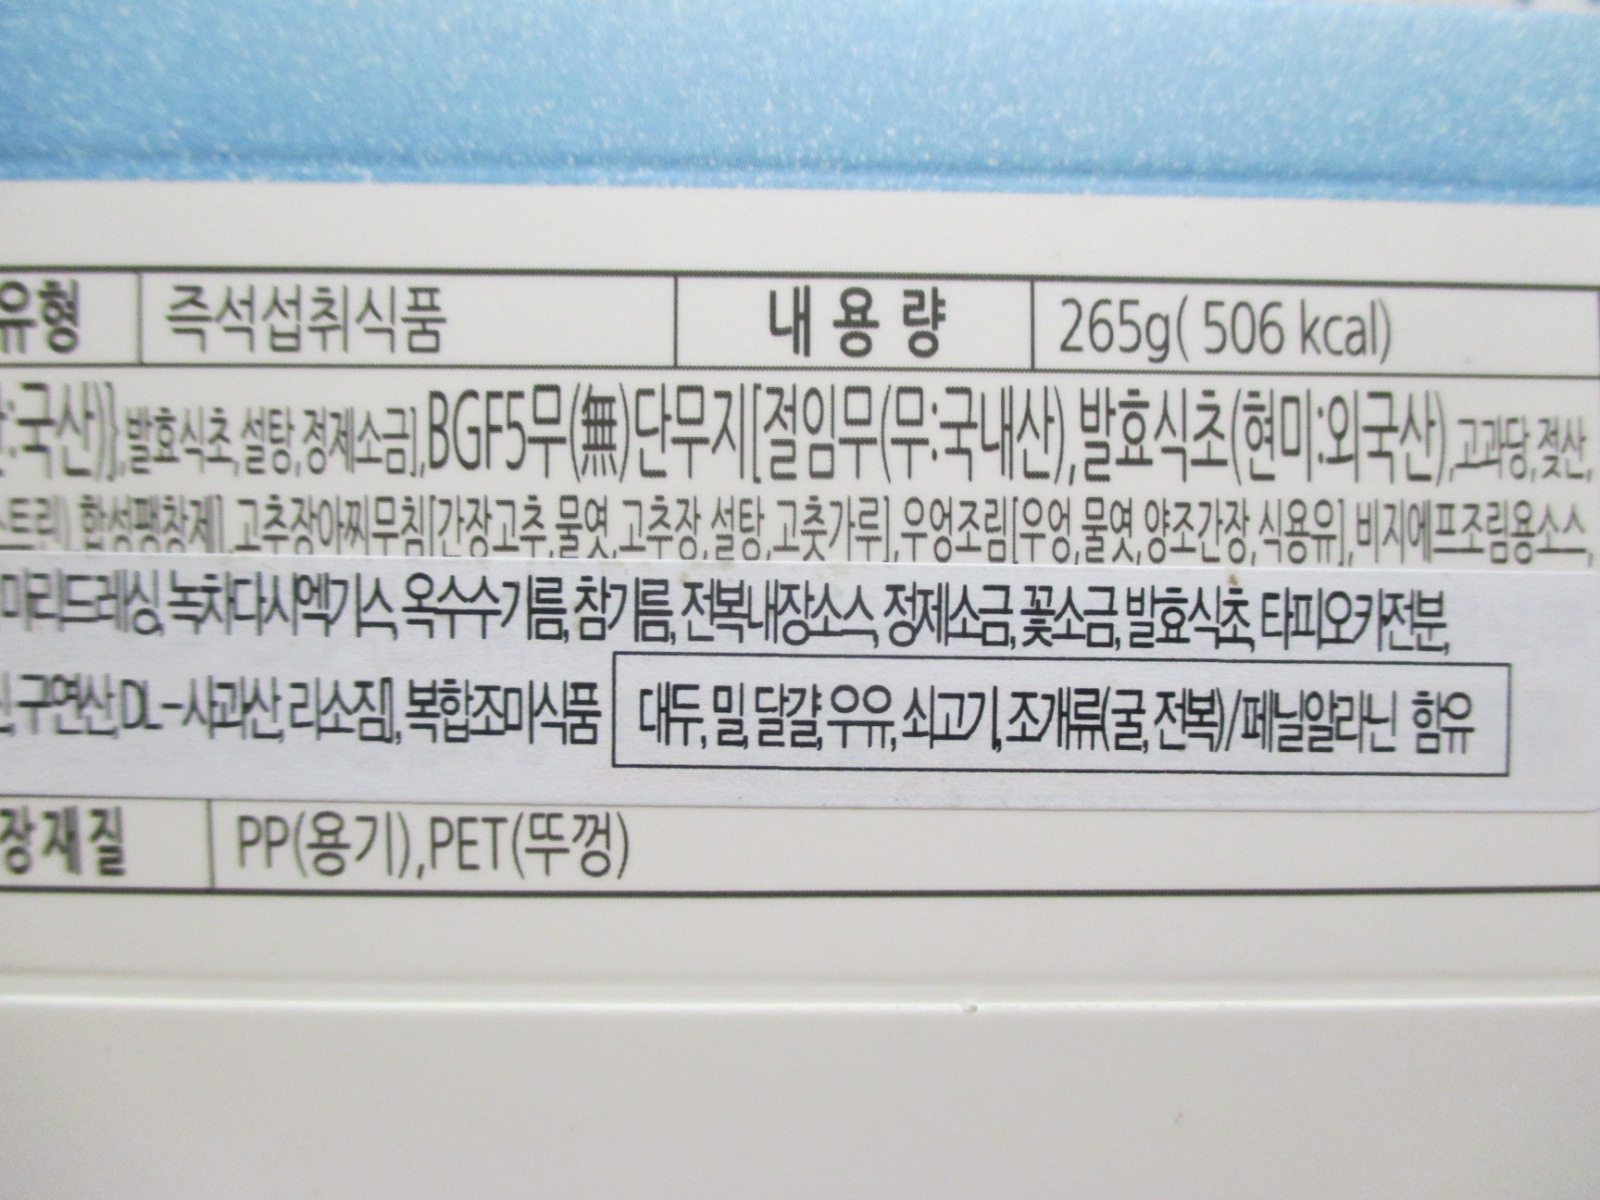 유형 즉석섭취식품 내용량 265g( 506 kcal)
:국산)},발효식초,설탕,정제소금],BGF5무(無)단무지[절임무(무:국내산),발효식초(현미:외국산),고과당,젖산,
합성팽창제],고추장아찌무침[간장고추,물엿,고추장,설탕,고춧가루],우엉조림[우엉,물엿,양조간장,식용유],비지에프조림용소스,
마리드레싱, 녹차다시엑기스, 옥수수기름, 참기름, 전복내장소스, 정제소금, 꽃소금, 발효식초, 타피오카전분,
구연산, DL-사과산, 리소짐], 복합조미식품 대두, 밀, 달걀, 우유, 쇠고기, 조개류(굴, 전복)/페닐알라닌 함유
장재질 PP(용기),PET(뚜껑)